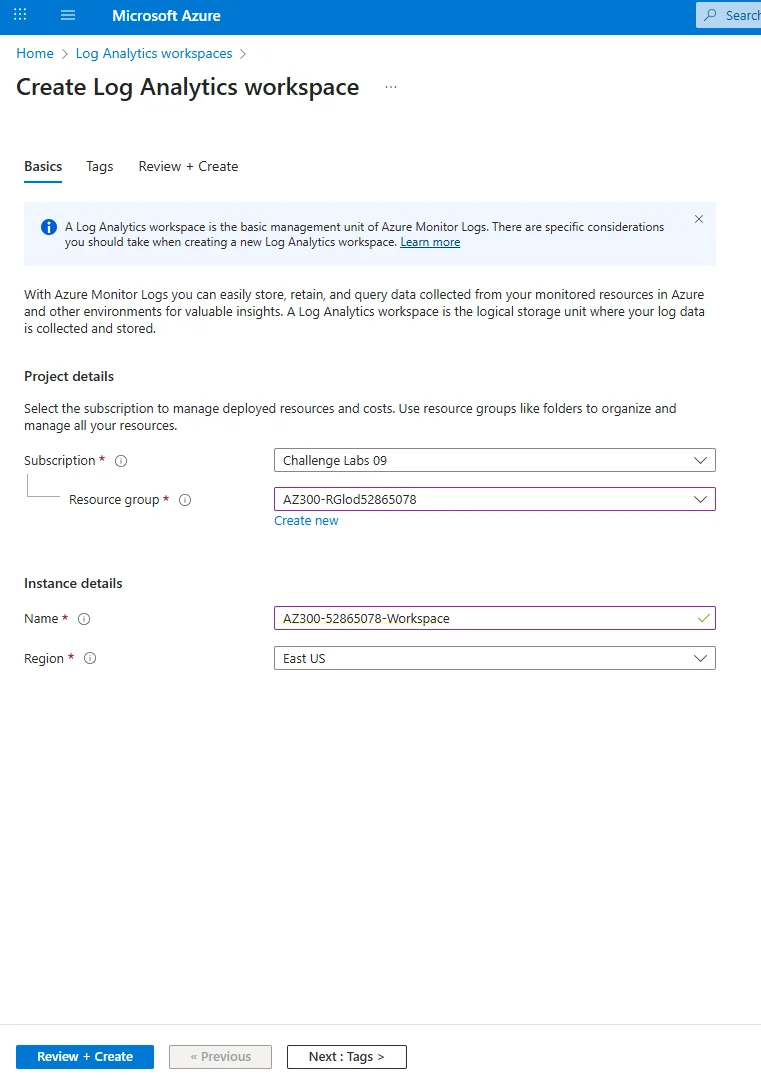 Microsoft Azure
Search
Home > Log Analytics workspaces >
Create Log Analytics workspace ...
Basics Tags Review + Create
A Log Analytics workspace is the basic management unit of Azure Monitor Logs. There are specific considerations
you should take when creating a new Log Analytics workspace. Learn more
With Azure Monitor Logs you can easily store, retain, and query data collected from your monitored resources in Azure
and other environments for valuable insights. A Log Analytics workspace is the logical storage unit where your log data
is collected and stored.
Project details
Select the subscription to manage deployed resources and costs. Use resource groups like folders to organize and
manage all your resources.
Subscription * Challenge Labs 09
Resource group * AZ300-RGlod52865078
Create new
Instance details
Name * AZ300-52865078-Workspace
Region * East US
Review + Create « Previous Next : Tags >